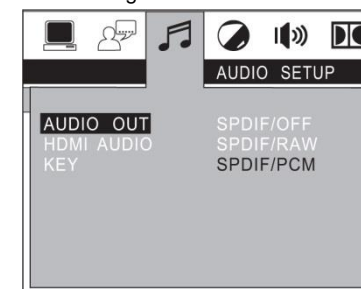 AUDIO SETUP
AUDIO OUT
SPDIF/OFF
HDMI AUDIO
SPDIF/RAW
KEY
SPDIF/PCM